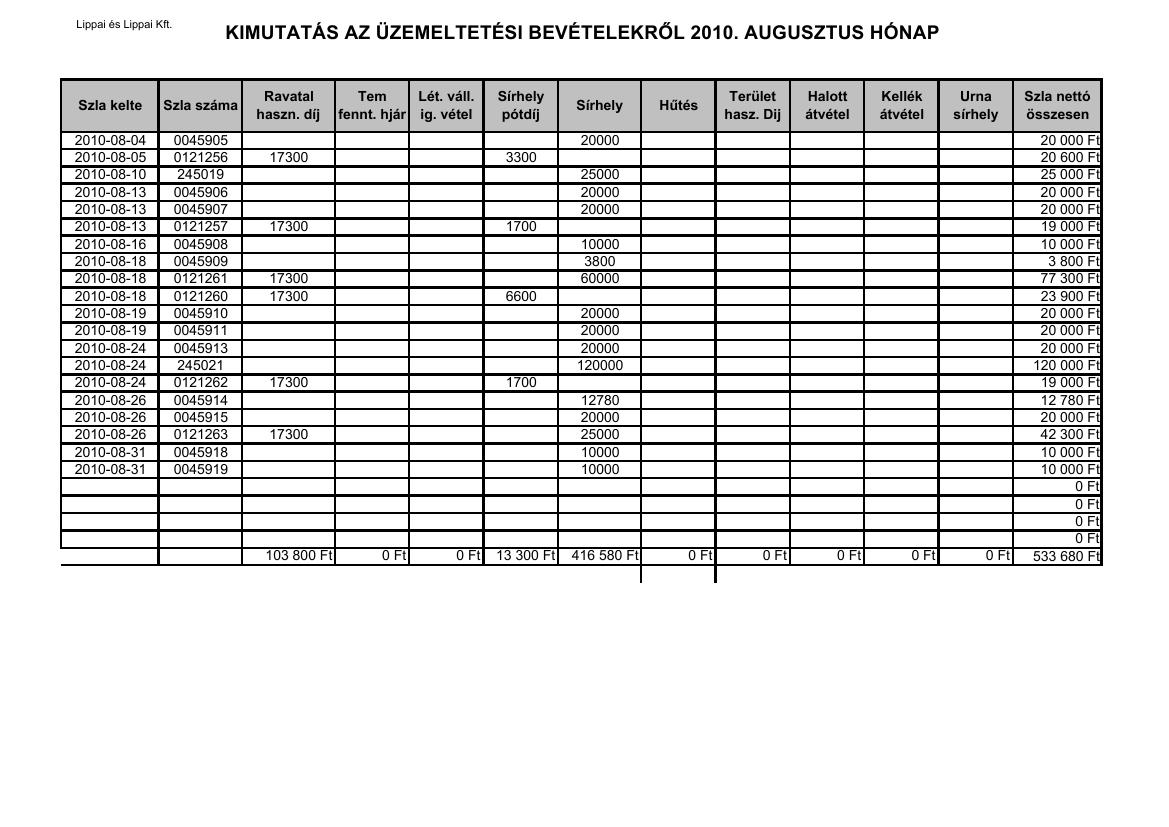 Lippai és Lippai Kft.
KIMUTATÁS AZ ÜZEMELTETÉSI BEVÉTELEKRŐL 2010. AUGUSZTUS HÓNAP
Szla kelte Szla száma Ravatal haszn. díj Tem fennt. hjár Lét. váll. ig. vétel Sírhely pótdíj Sírhely Hűtés Terület hasz. Dij Halott átvétel Kellék átvétel Urna sírhely Szla nettó összesen
2010-08-04 0045905 20000 20 000 Ft
2010-08-05 0121256 17300 3300 20 600 Ft
2010-08-10 245019 25000 25 000 Ft
2010-08-13 0045906 20000 20 000 Ft
2010-08-13 0045907 20000 20 000 Ft
2010-08-13 0121257 17300 1700 19 000 Ft
2010-08-16 0045908 10000 10 000 Ft
2010-08-18 0045909 3800 3 800 Ft
2010-08-18 0121261 17300 60000 77 300 Ft
2010-08-18 0121260 17300 6600 23 900 Ft
2010-08-19 0045910 20000 20 000 Ft
2010-08-19 0045911 20000 20 000 Ft
2010-08-24 0045913 20000 20 000 Ft
2010-08-24 245021 120000 120 000 Ft
2010-08-24 0121262 17300 1700 19 000 Ft
2010-08-26 0045914 12780 12 780 Ft
2010-08-26 0045915 20000 20 000 Ft
2010-08-26 0121263 17300 25000 42 300 Ft
2010-08-31 0045918 10000 10 000 Ft
2010-08-31 0045919 10000 10 000 Ft
0 Ft
0 Ft
0 Ft
0 Ft
103 800 Ft 0 Ft 0 Ft 13 300 Ft 416 580 Ft 0 Ft 0 Ft 0 Ft 0 Ft 0 Ft 533 680 Ft